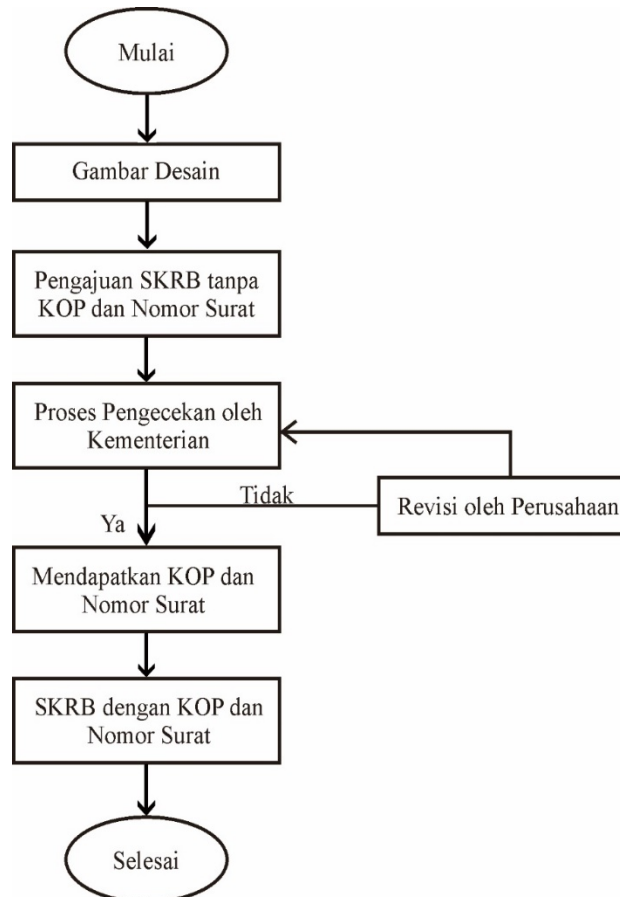 Mulai
Gambar Desain
Pengajuan SKRB tanpa
KOP dan Nomor Surat
Proses Pengecekan oleh
Kementerian
Tidak
Revisi oleh Perusahaan
Ya
Mendapatkan KOP dan
Nomor Surat
SKRB dengan KOP dan
Nomor Surat
Selesai